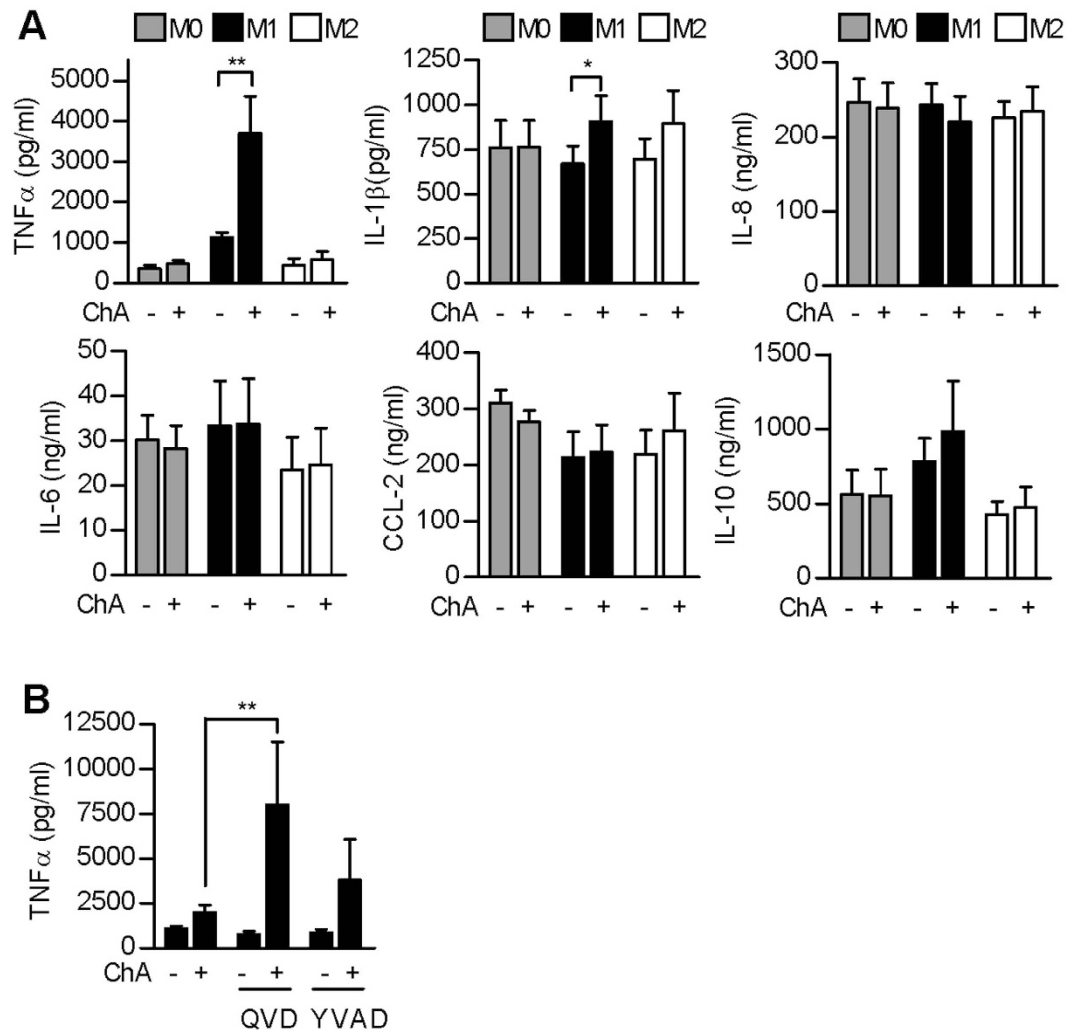 A
M0 M1 M2
TNFα (pg/ml)
5000
4000
3000
2000
1000
0
**
ChA - + - + - +
M0 M1 M2
IL-1β(pg/ml)
1250
1000
750
500
250
0
*
ChA - + - + - +
M0 M1 M2
IL-8 (ng/ml)
300
200
100
0
ChA - + - + - +
IL-6 (ng/ml)
50
40
30
20
10
0
ChA - + - + - +
CCL-2 (ng/ml)
400
300
200
100
0
ChA - + - + - +
IL-10 (ng/ml)
1500
1000
500
0
ChA - + - + - +
B
TNFα (pg/ml)
12500
10000
7500
5000
2500
0
**
ChA - + - + - +
QVD YVAD